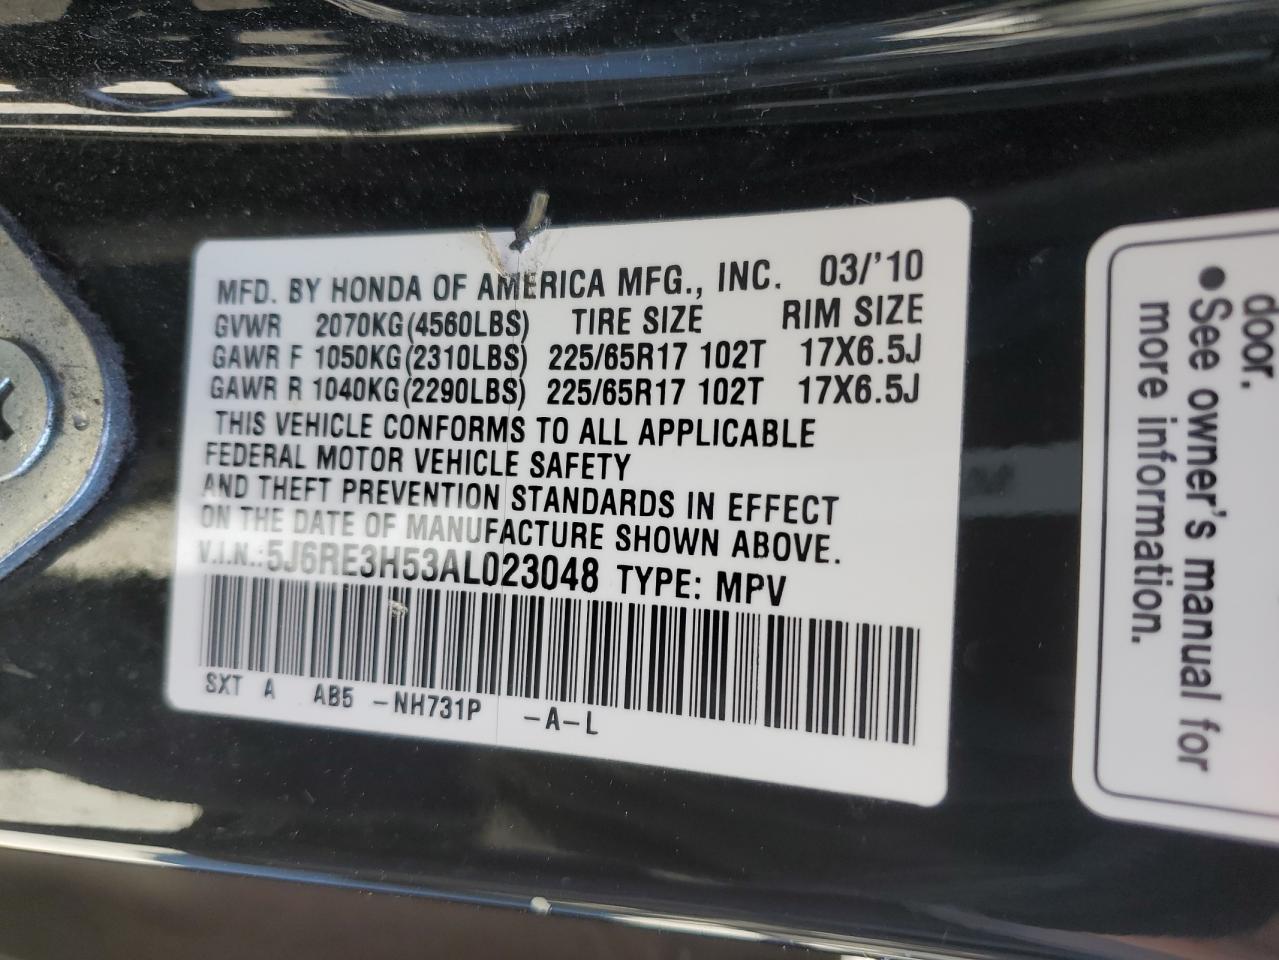 MFD. BY HONDA OF AMERICA MFG., INC. 03/'10
GVWR 2070KG(4560LBS) TIRE SIZE RIM SIZE
GAWR F 1050KG(2310LBS) 225/65R17 102T 17X6.5J
GAWR R 1040KG(2290LBS) 225/65R17 102T 17X6.5J
THIS VEHICLE CONFORMS TO ALL APPLICABLE
FEDERAL MOTOR VEHICLE SAFETY
AND THEFT PREVENTION STANDARDS IN EFFECT
ON THE DATE OF MANUFACTURE SHOWN ABOVE.
V.I.N.: 5J6RE3H53AL023048 TYPE: MPV
SXT A AB5 -NH731P -A-L
door.
●See owner's manual for
more information.